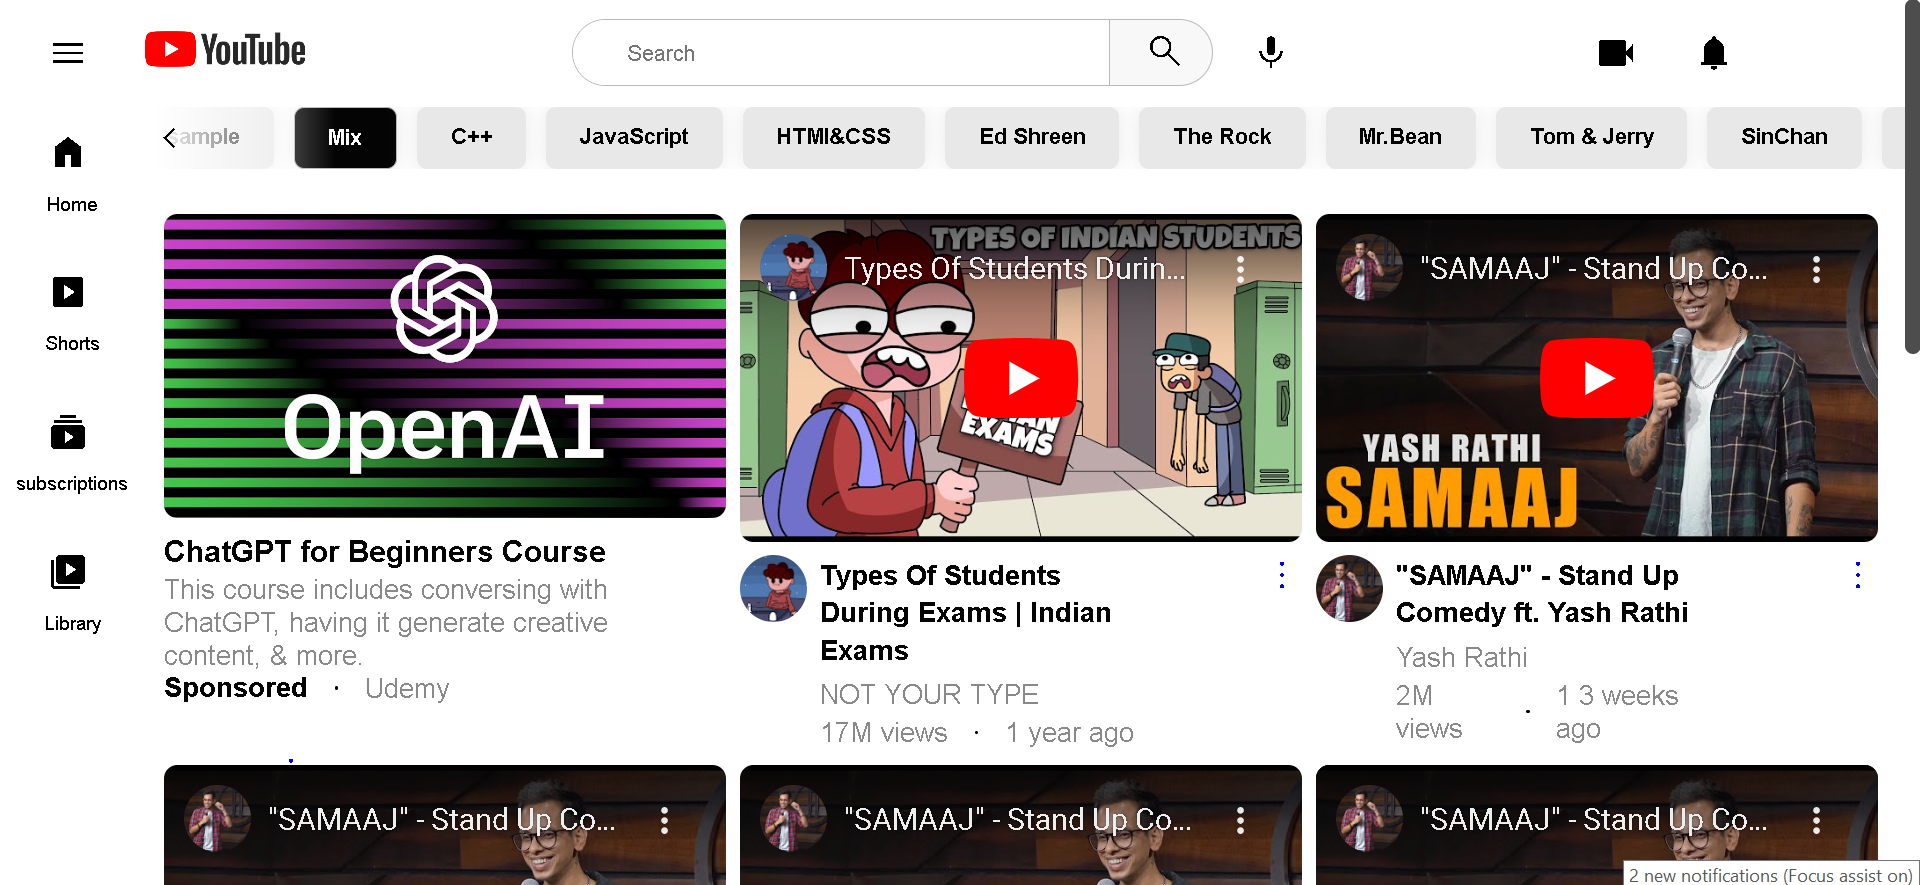 YouTube
Search
sample
Mix
C++
JavaScript
HTMl&CSS
Ed Shreen
The Rock
Mr.Bean
Tom & Jerry
SinChan
Home
Shorts
subscriptions
Library
OpenAI
ChatGPT for Beginners Course
This course includes conversing with
ChatGPT, having it generate creative
content, & more.
Sponsored · Udemy
TYPES OF INDIAN STUDENTS
Types Of Students Durin...
EXAMS
Types Of Students
During Exams | Indian
Exams
NOT YOUR TYPE
17M views · 1 year ago
"SAMAAJ" - Stand Up Co...
YASH RATHI
SAMAAJ
"SAMAAJ" - Stand Up
Comedy ft. Yash Rathi
Yash Rathi
2M views · 1 3 weeks ago
"SAMAAJ" - Stand Up Co...
"SAMAAJ" - Stand Up Co...
"SAMAAJ" - Stand Up Co...
2 new notifications (Focus assist on)